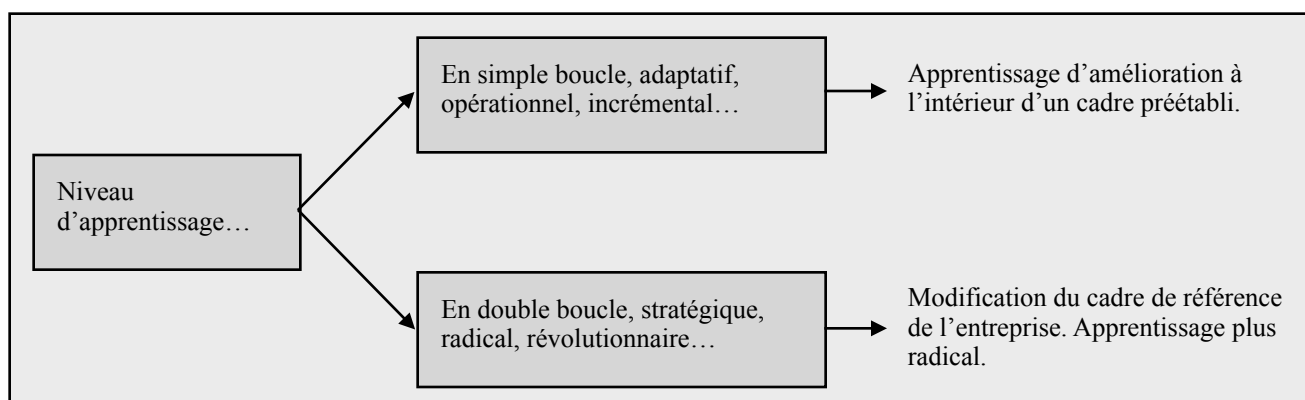 En simple boucle, adaptatif,
opérationnel, incrémental…
Apprentissage d’amélioration à
l’intérieur d’un cadre préétabli.
Niveau
d’apprentissage…
En double boucle, stratégique,
radical, révolutionnaire…
Modification du cadre de référence
de l’entreprise. Apprentissage plus
radical.